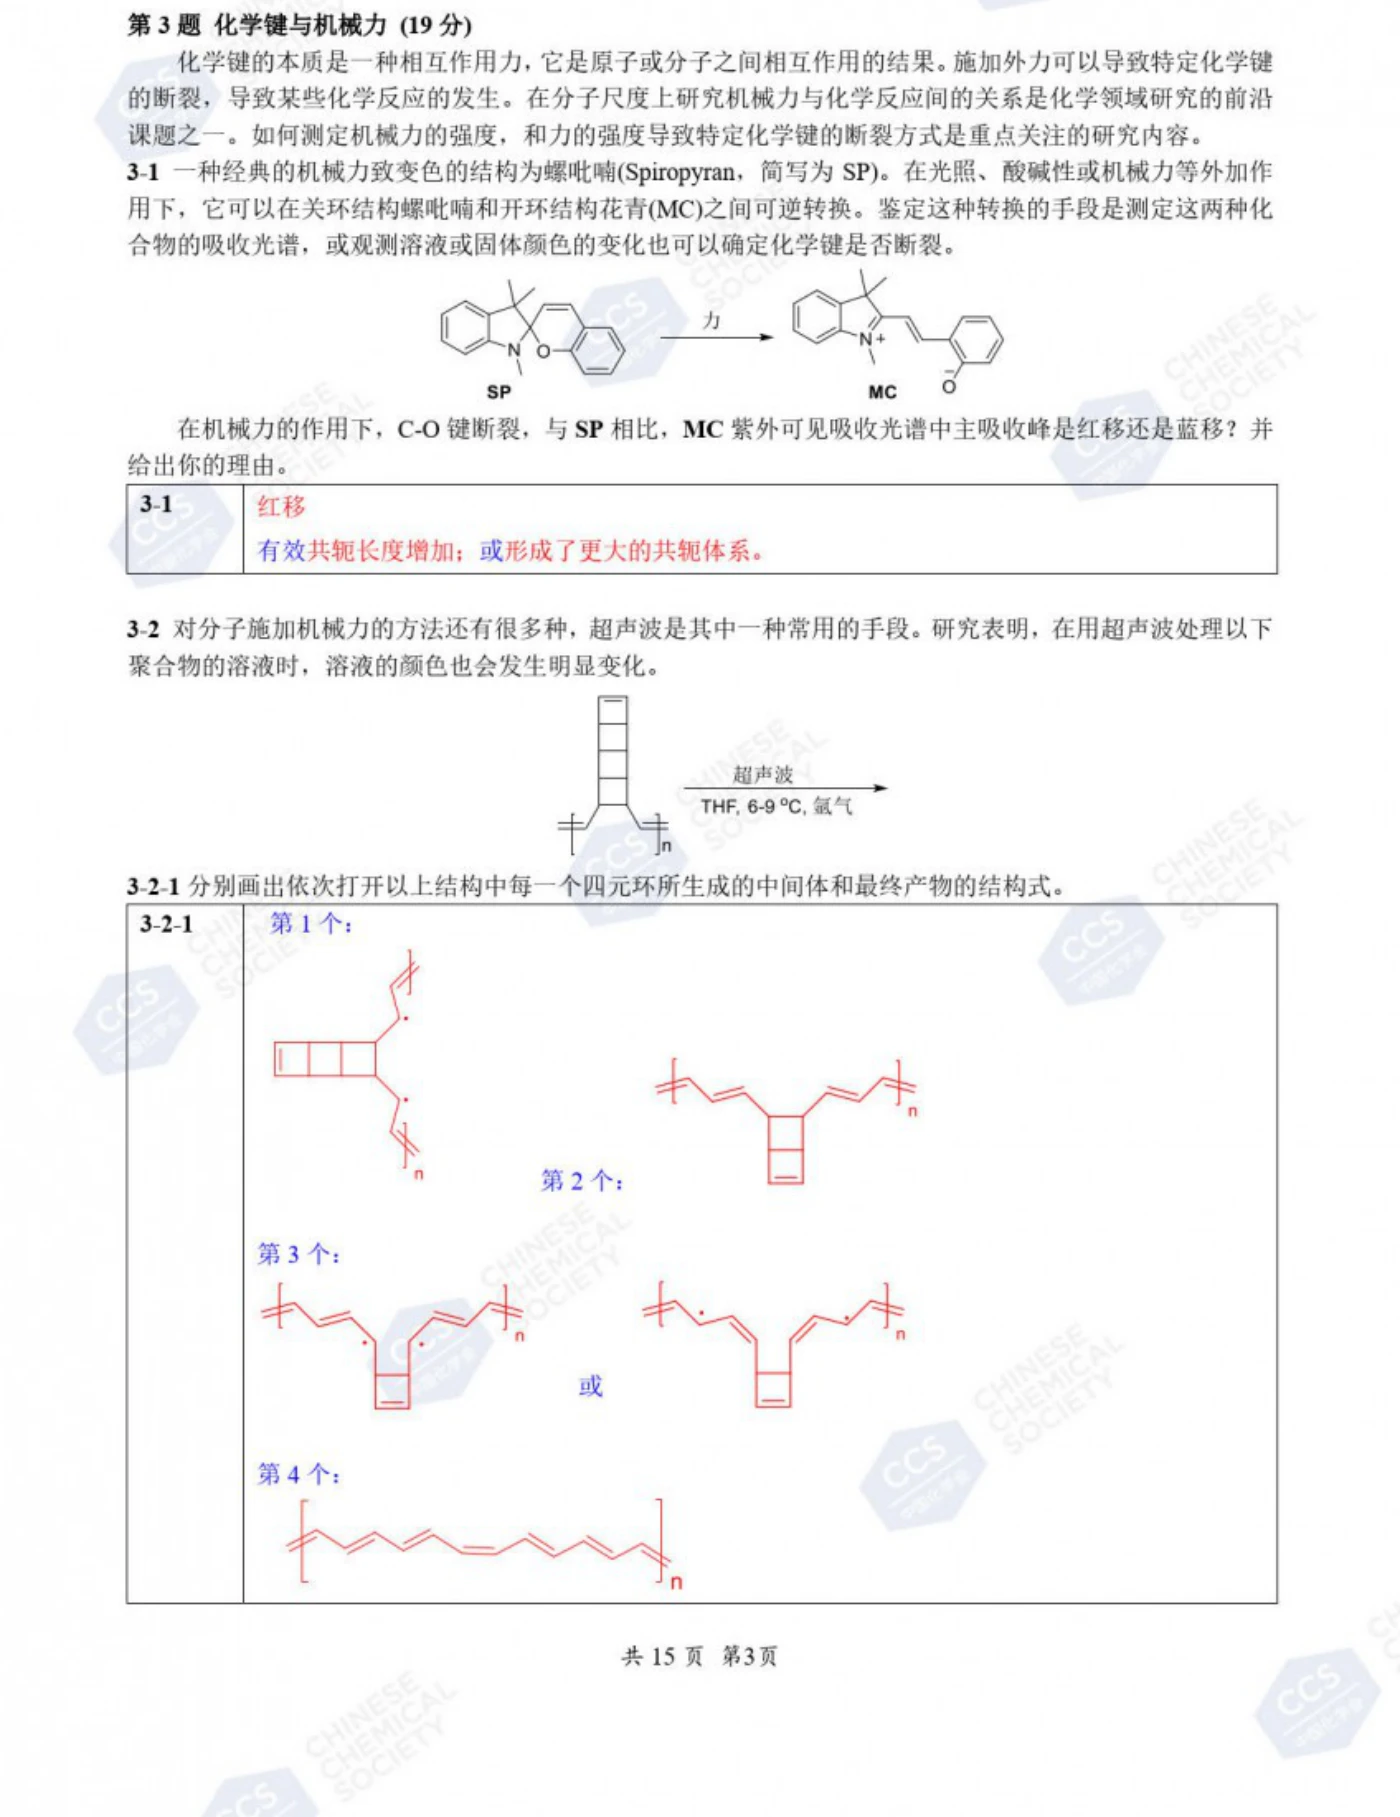 第 3 题 化学键与机械力 (19 分)
化学键的本质是一种相互作用力，它是原子或分子之间相互作用的结果。施加外力可以导致特定化学键
的断裂，导致某些化学反应的发生。在分子尺度上研究机械力与化学反应间的关系是化学领域研究的前沿
课题之一。如何测定机械力的强度，和力的强度导致特定化学键的断裂方式是重点关注的研究内容。
3-1 一种经典的机械力致变色的结构为螺吡喃(Spiropyran，简写为 SP)。在光照、酸碱性或机械力等外加作
用下，它可以在关环结构螺吡喃和开环结构花青(MC)之间可逆转换。鉴定这种转换的手段是测定这两种化
合物的吸收光谱，或观测溶液或固体颜色的变化也可以确定化学键是否断裂。
N O 力 N+ O-
SP MC
在机械力的作用下，C-O 键断裂，与 SP 相比，MC 紫外可见吸收光谱中主吸收峰是红移还是蓝移？并
给出你的理由。
3-1 红移
有效共轭长度增加；或形成了更大的共轭体系。
3-2 对分子施加机械力的方法还有很多种，超声波是其中一种常用的手段。研究表明，在用超声波处理以下
聚合物的溶液时，溶液的颜色也会发生明显变化。
超声波
THF, 6-9 ºC, 氩气
n
3-2-1 分别画出依次打开以上结构中每一个四元环所生成的中间体和最终产物的结构式。
3-2-1 第 1 个：
n
n
第 2 个：
第 3 个：
n 或 n
第 4 个：
n
共 15 页 第3页
CCS 中国化学会
CHINESE
CHEMICAL
SOCIETY